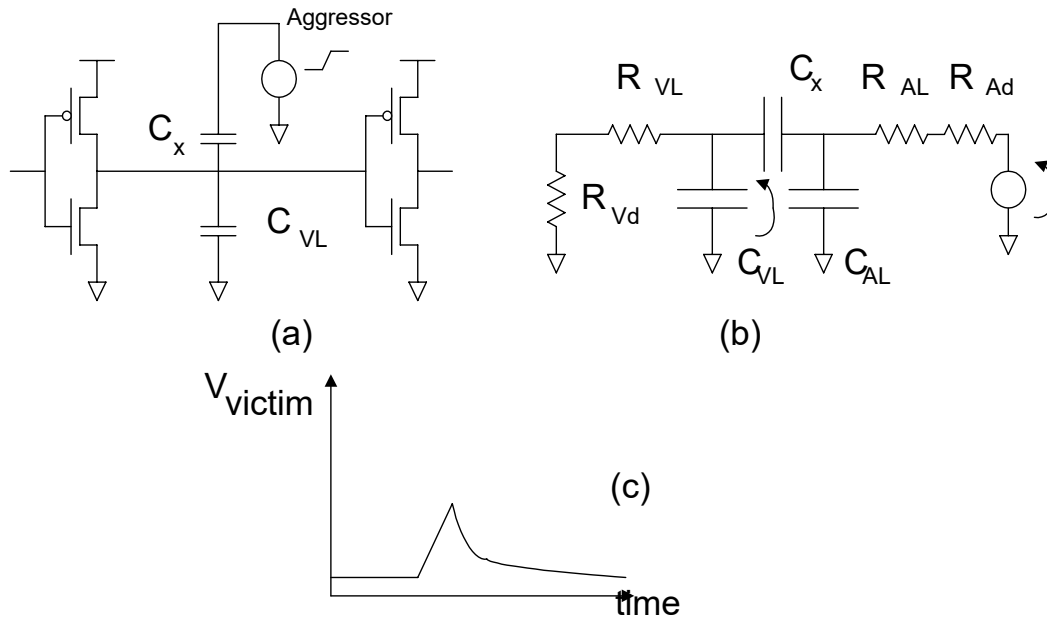 Aggressor
C x
C VL
(a)
R VL
C x
R AL
R Ad
R Vd
C VL
C AL
(b)
V victim
(c)
time